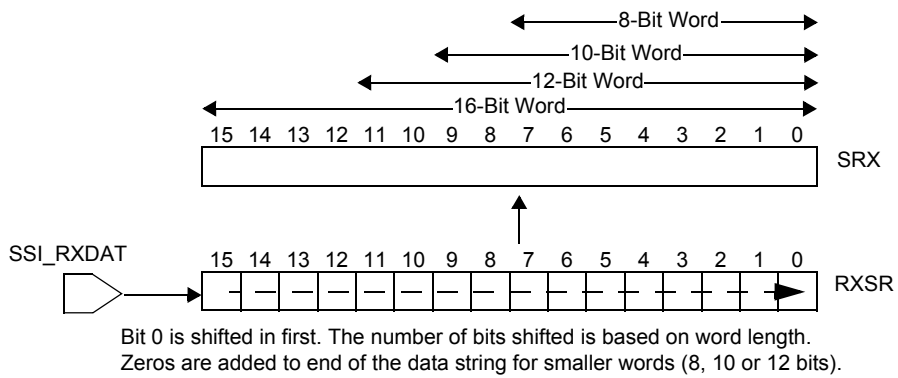 8-Bit Word
10-Bit Word
12-Bit Word
16-Bit Word
15 14 13 12 11 10 9 8 7 6 5 4 3 2 1 0
SRX
SSI_RXDAT
15 14 13 12 11 10 9 8 7 6 5 4 3 2 1 0
RXSR
Bit 0 is shifted in first. The number of bits shifted is based on word length.
Zeros are added to end of the data string for smaller words (8, 10 or 12 bits).